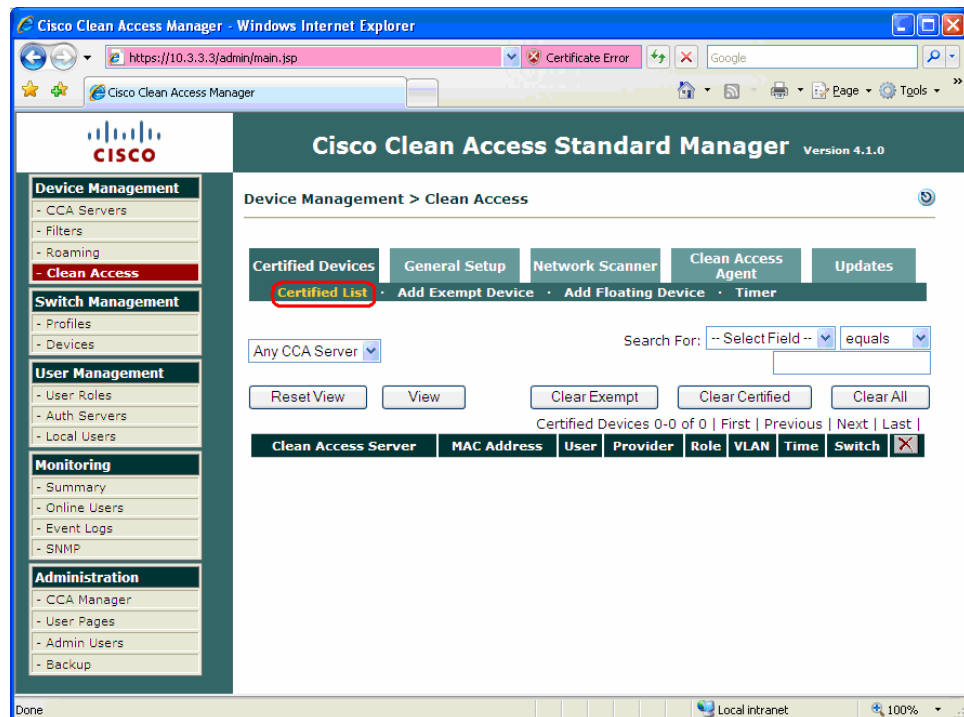 Cisco Clean Access Manager - Windows Internet Explorer
https://10.3.3.3/admin/main.jsp
Certificate Error
Google
Cisco Clean Access Manager
Page
Tools
»
CISCO
Cisco Clean Access Standard Manager Version 4.1.0
Device Management
- CCA Servers
- Filters
- Roaming
- Clean Access
Switch Management
- Profiles
- Devices
User Management
- User Roles
- Auth Servers
- Local Users
Monitoring
- Summary
- Online Users
- Event Logs
- SNMP
Administration
- CCA Manager
- User Pages
- Admin Users
- Backup
Device Management > Clean Access
Certified Devices
General Setup
Network Scanner
Clean Access
Agent
Updates
Certified List · Add Exempt Device · Add Floating Device · Timer
Any CCA Server
Search For: -- Select Field -- equals
Reset View
View
Clear Exempt
Clear Certified
Clear All
Certified Devices 0-0 of 0 | First | Previous | Next | Last |
Clean Access Server MAC Address User Provider Role VLAN Time Switch
Done
Local intranet
100%